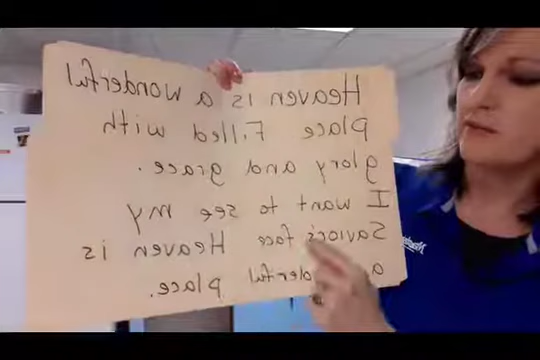 Heaven is a wonderful
place filled with
glory and grace.
I want to see my
Savior's face Heaven is
a place.